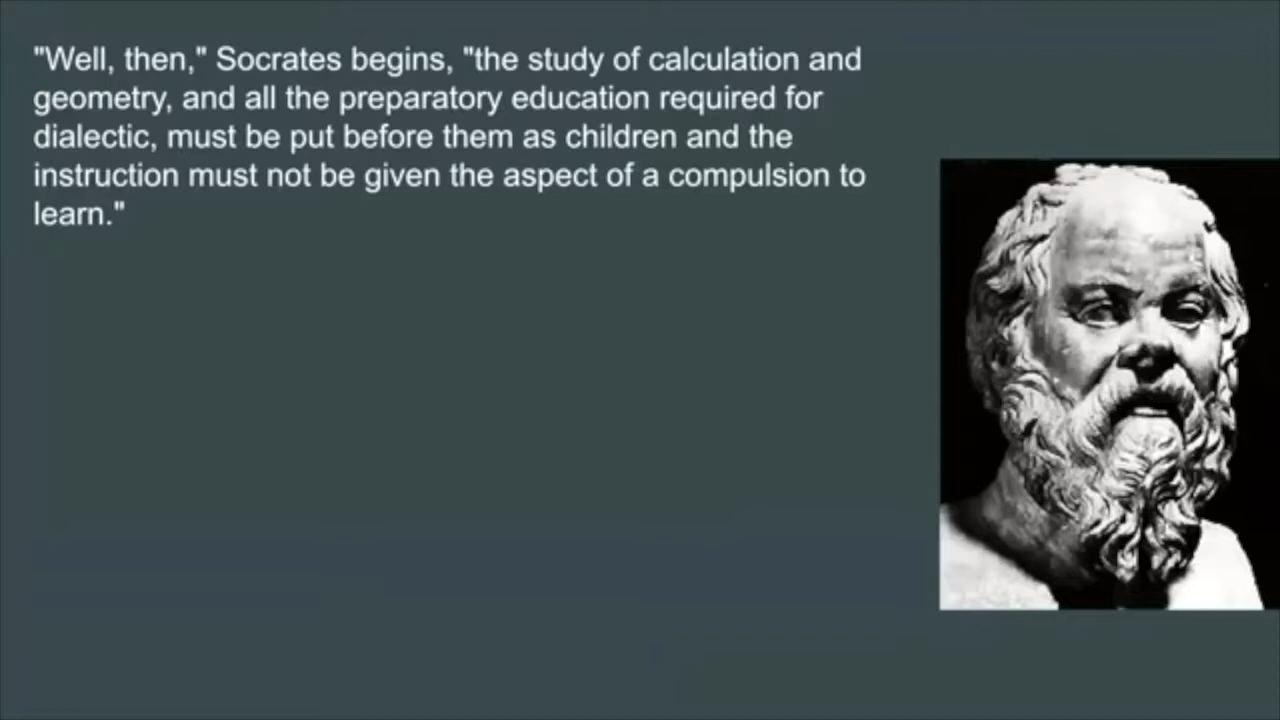 "Well, then," Socrates begins, "the study of calculation and
geometry, and all the preparatory education required for
dialectic, must be put before them as children and the
instruction must not be given the aspect of a compulsion to
learn."